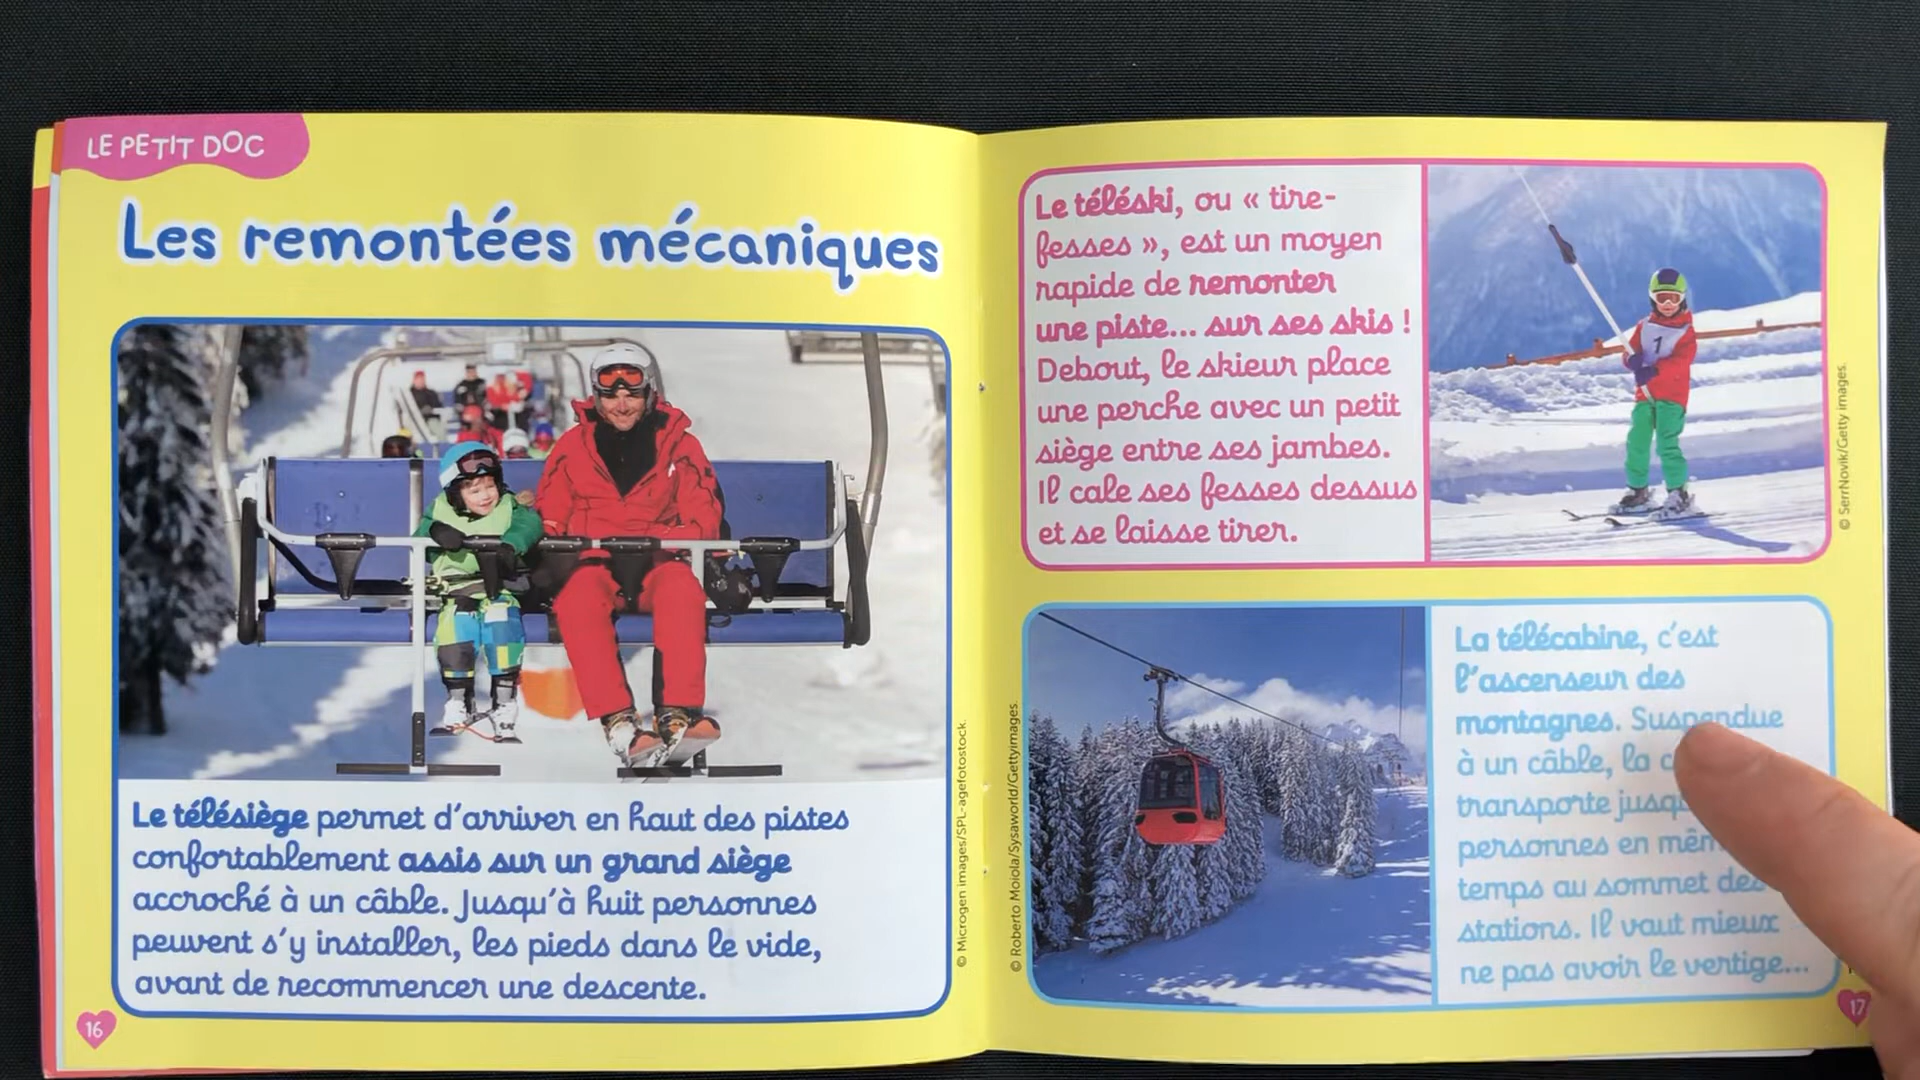 LE PETIT DOC
Les remontées mécaniques
Le télésiège permet d'arriver en haut des pistes
confortablement assis sur un grand siège
accroché à un câble. Jusqu'à huit personnes
peuvent s'y installer, les pieds dans le vide,
avant de recommencer une descente.
© Microgen images/SPL-agefotostock.
16
Le téléski, ou « tire-
fesses », est un moyen
rapide de remonter
une piste... sur ses skis !
Debout, le skieur place
une perche avec un petit
siège entre ses jambes.
Il cale ses fesses dessus
et se laisse tirer.
1
© SerrNovik/Getty images.
© Roberto Moiola/Sysaworld/Gettyimages.
La télécabine, c'est
l'ascenseur des
montagnes. Suspendue
à un câble, la
transporte
personnes en
temps au sommet des
stations. Il vaut mieux
ne pas avoir le vertige...
17